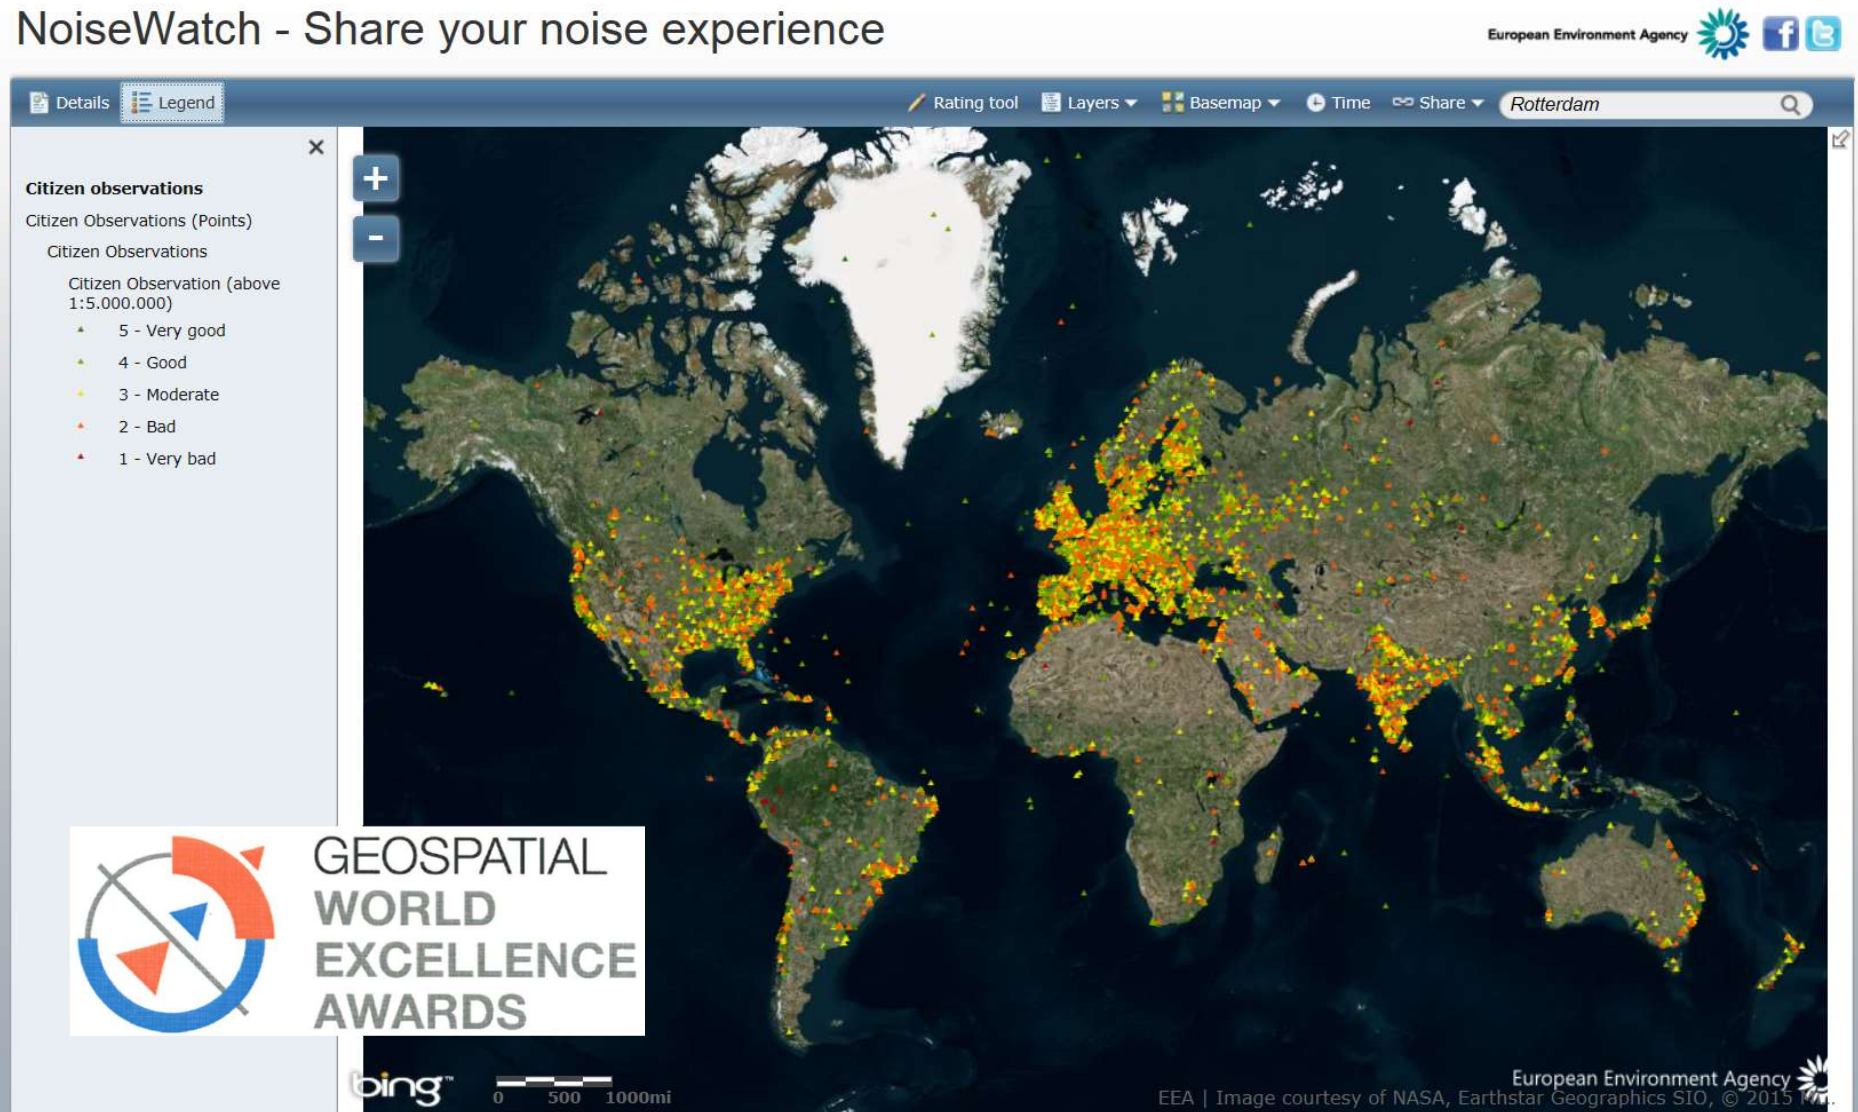 NoiseWatch - Share your noise experience
European Environment Agency
Details
Legend
Rating tool
Layers
Basemap
Time
Share
Rotterdam
Citizen observations
Citizen Observations (Points)
Citizen Observations
Citizen Observation (above
1:5.000.000)
5 - Very good
4 - Good
3 - Moderate
2 - Bad
1 - Very bad
+
-
GEOSPATIAL
WORLD
EXCELLENCE
AWARDS
bing™
0 500 1000mi
European Environment Agency
EEA | Image courtesy of NASA, Earthstar Geographics SIO, © 2015